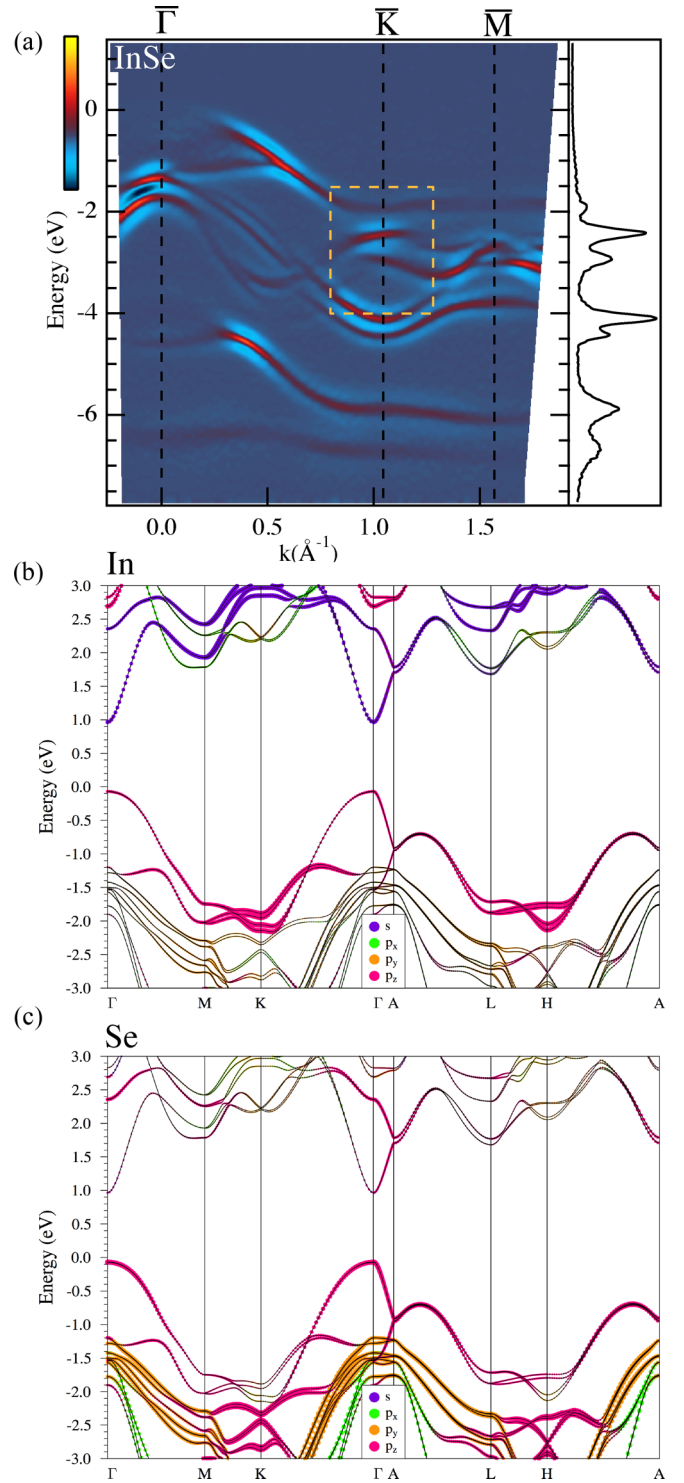 (a)
Γ̅ K̅ M̅
InSe
0
-2
-4
-6
Energy (eV)
0.0 0.5 1.0 1.5
k(Å⁻¹)
(b) In
3.0
2.5
2.0
1.5
1.0
0.5
0.0
-0.5
-1.0
-1.5
-2.0
-2.5
-3.0
Energy (eV)
s
pₓ
p_y
p_z
Γ M K Γ A L H A
(c) Se
3.0
2.5
2.0
1.5
1.0
0.5
0.0
-0.5
-1.0
-1.5
-2.0
-2.5
-3.0
Energy (eV)
s
pₓ
p_y
p_z
Γ M K Γ A L H A